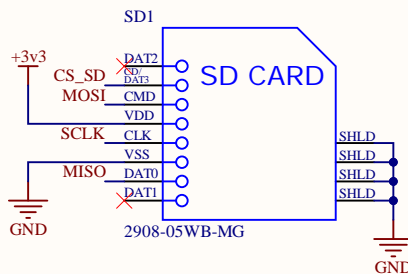 SD1
+3v3
DAT2
CS_SD
CD/
DAT3
SD CARD
MOSI
CMD
VDD
SCLK
CLK
SHLD
VSS
SHLD
MISO
DAT0
SHLD
DAT1
SHLD
GND
2908-05WB-MG
GND